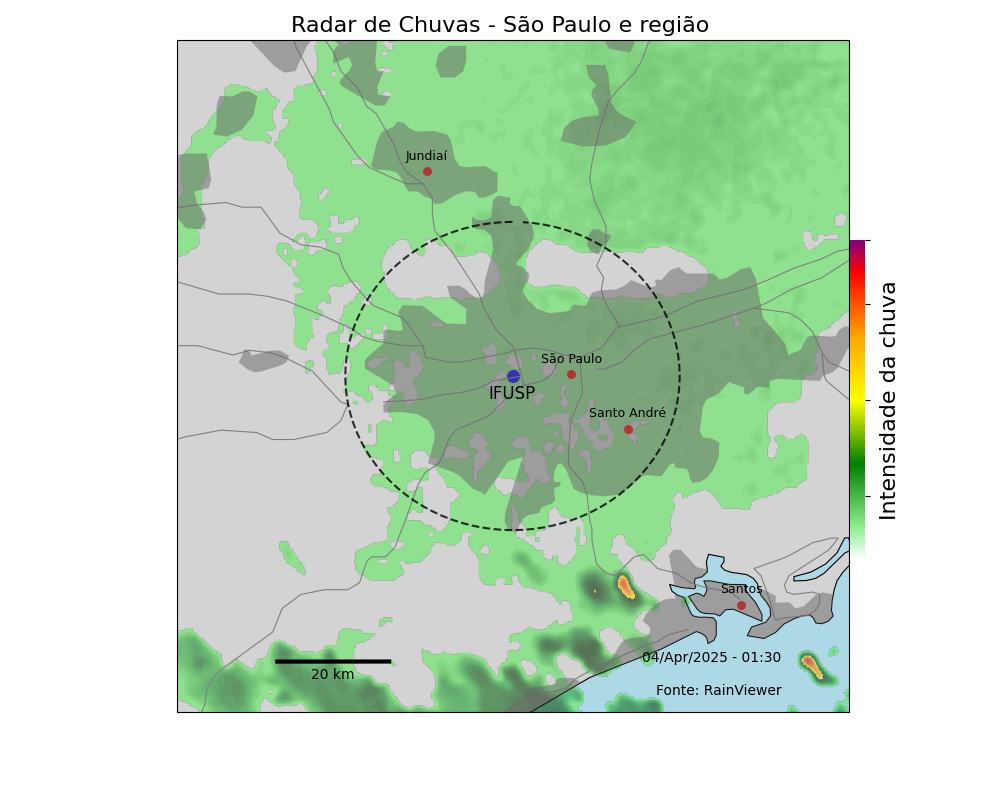 Radar de Chuvas - São Paulo e região
Jundiaí
São Paulo
IFUSP
Santo André
Intensidade da chuva
Santos
04/Apr/2025 - 01:30
20 km
Fonte: RainViewer